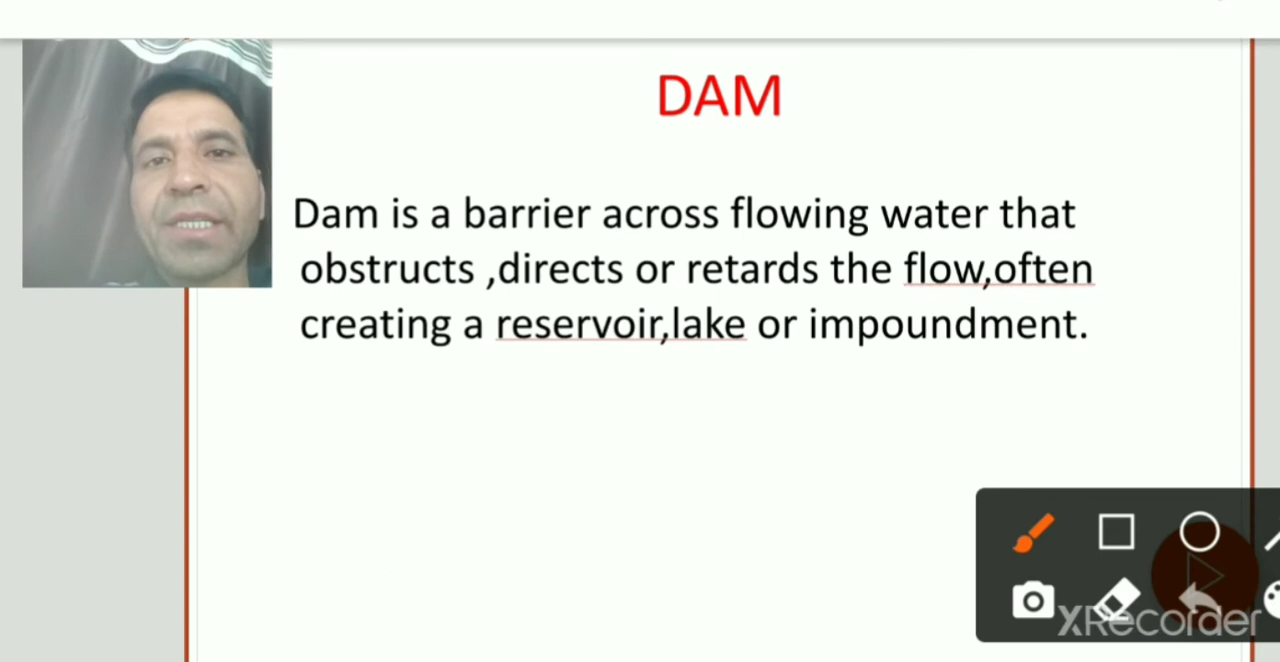 DAM
Dam is a barrier across flowing water that
obstructs ,directs or retards the flow,often
creating a reservoir,lake or impoundment.
XRecorder